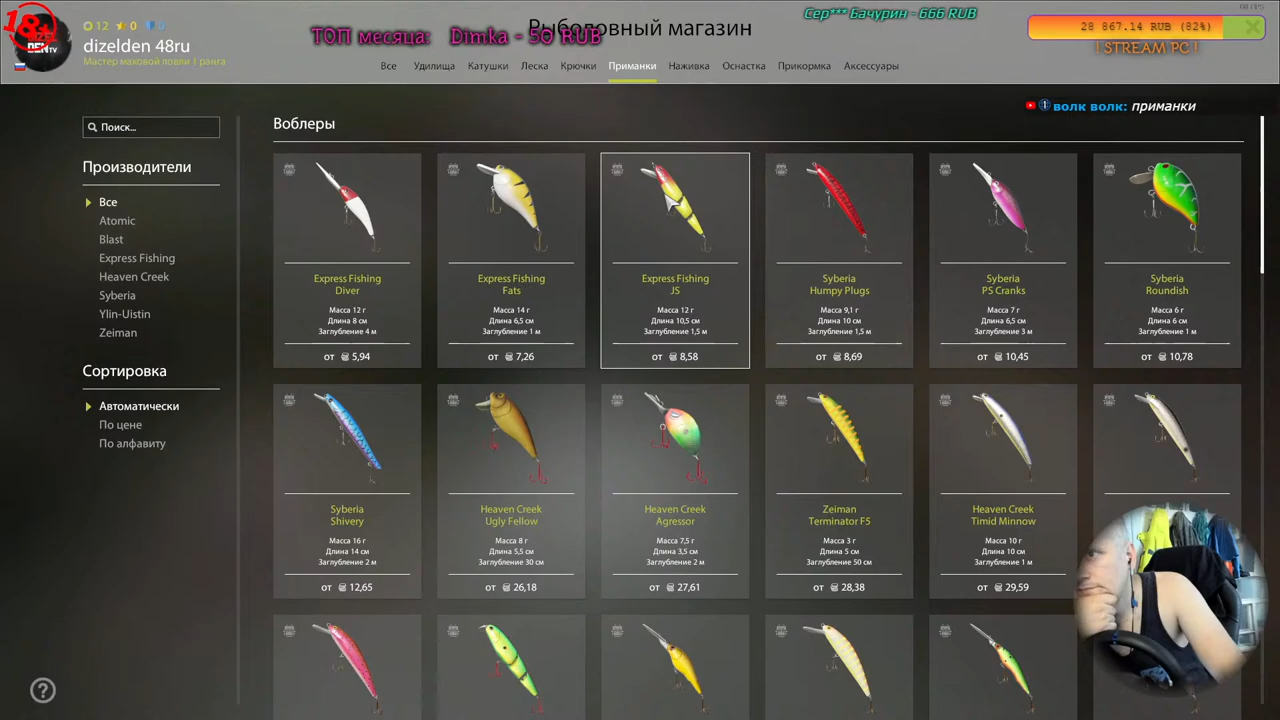 18+
DEN TV
12 0 0
dizelden 48ru
Мастер маховой ловли 1 ранга
ТОП месяца: Dimka - 50 RUB
Рыболовный магазин
Сер*** Бачурин - 666 RUB
28 867.14 RUB (82%)
! STREAM PC !
Все Удилища Катушки Леска Крючки Приманки Наживка Оснастка Прикормка Аксессуары
волк волк: приманки
Поиск...
Производители
Все
Atomic
Blast
Express Fishing
Heaven Creek
Syberia
Ylin-Uistin
Zeiman
Сортировка
Автоматически
По цене
По алфавиту
Воблеры
Express Fishing
Diver
Масса 12 г
Длина 8 см
Заглубление 4 м
от 5,94
Express Fishing
Fats
Масса 14 г
Длина 6,5 см
Заглубление 1 м
от 7,26
Express Fishing
JS
Масса 12 г
Длина 10,5 см
Заглубление 1,5 м
от 8,58
Syberia
Humpy Plugs
Масса 9,1 г
Длина 10 см
Заглубление 1,5 м
от 8,69
Syberia
PS Cranks
Масса 7 г
Длина 6,5 см
Заглубление 3 м
от 10,45
Syberia
Roundish
Масса 6 г
Длина 6 см
Заглубление 1 м
от 10,78
Syberia
Shivery
Масса 16 г
Длина 14 см
Заглубление 2 м
от 12,65
Heaven Creek
Ugly Fellow
Масса 8 г
Длина 5,5 см
Заглубление 30 см
от 26,18
Heaven Creek
Agressor
Масса 7,5 г
Длина 3,5 см
Заглубление 2 м
от 27,61
Zeiman
Terminator F5
Масса 3 г
Длина 5 см
Заглубление 50 см
от 28,38
Heaven Creek
Timid Minnow
Масса 10 г
Длина 10 см
Заглубление 1 м
от 29,59
?